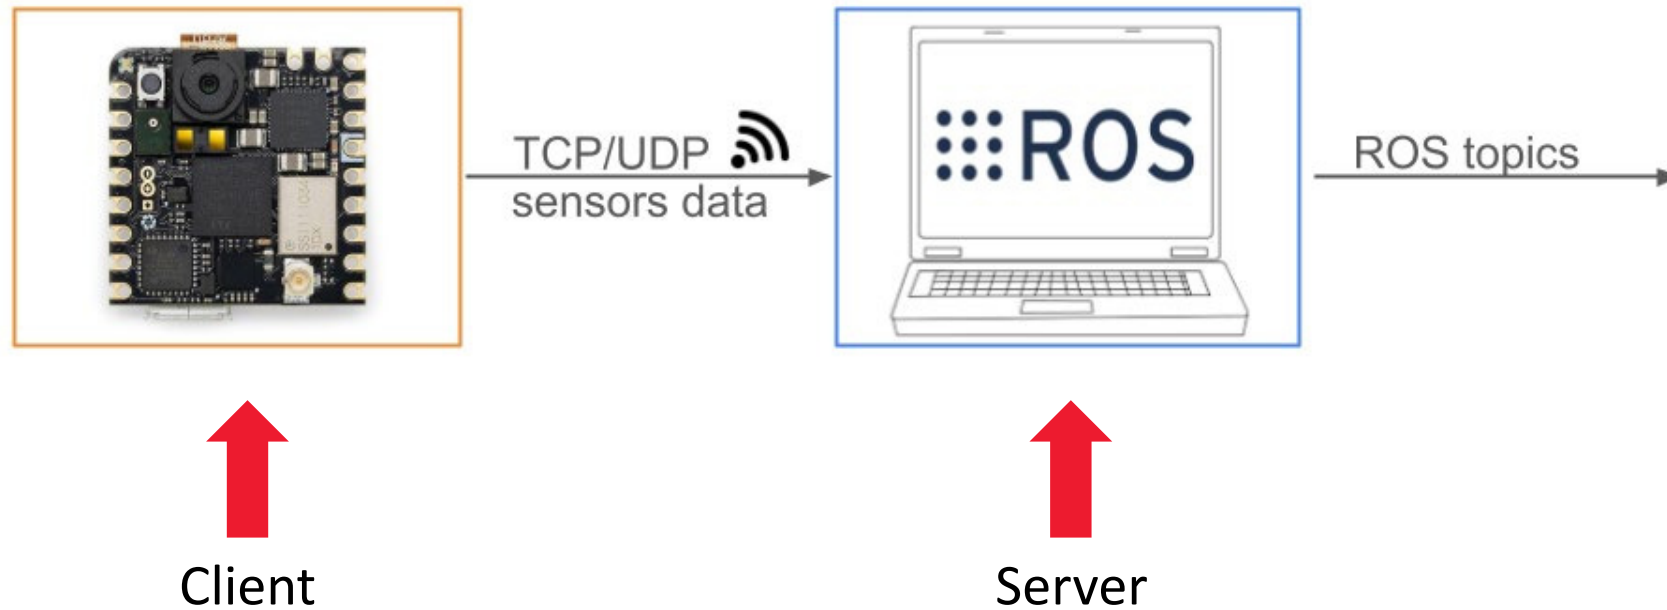 TCP/UDP
sensors data
ROS
ROS topics
Client
Server